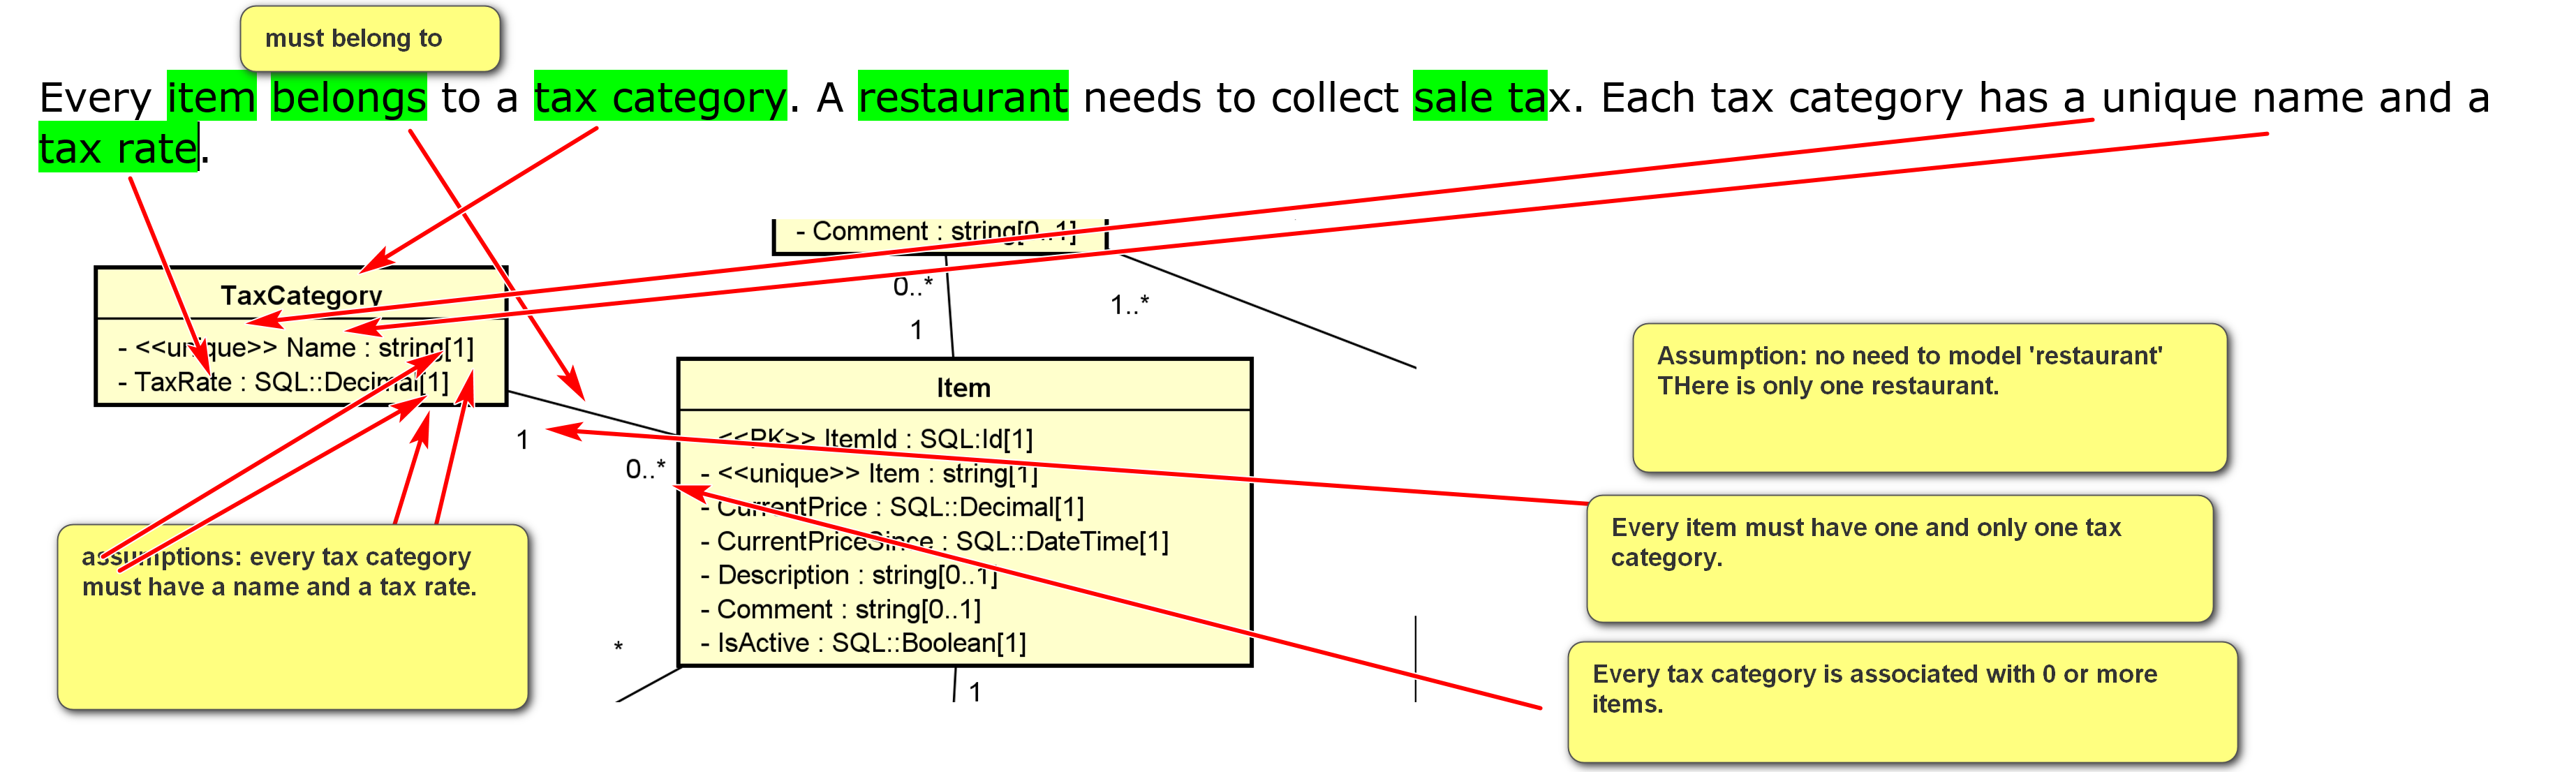 must belong to
Every item belongs to a tax category. A restaurant needs to collect sale tax. Each tax category has a unique name and a
tax rate.
- Comment : string[0..1]
0..*
1..*
1
TaxCategory
- <<unique>> Name : string[1]
- TaxRate : SQL::Decimal[1]
1
0..*
Item
- <<PK>> ItemId : SQL:Id[1]
- <<unique>> Item : string[1]
- CurrentPrice : SQL::Decimal[1]
- CurrentPriceSince : SQL::DateTime[1]
- Description : string[0..1]
- Comment : string[0..1]
- IsActive : SQL::Boolean[1]
*
1
assumptions: every tax category
must have a name and a tax rate.
Assumption: no need to model 'restaurant'
THere is only one restaurant.
Every item must have one and only one tax
category.
Every tax category is associated with 0 or more
items.